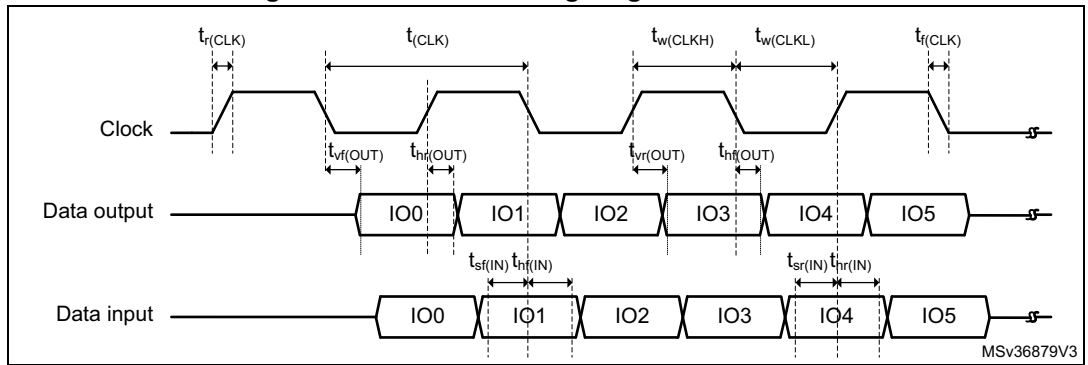 tr(CLK) t(CLK) tw(CLKH) tw(CLKL) tf(CLK)
Clock
tvf(OUT) thr(OUT) tvr(OUT) thf(OUT)
Data output IO0 IO1 IO2 IO3 IO4 IO5
tsf(IN) thf(IN) tsr(IN) thr(IN)
Data input IO0 IO1 IO2 IO3 IO4 IO5
MSv36879V3